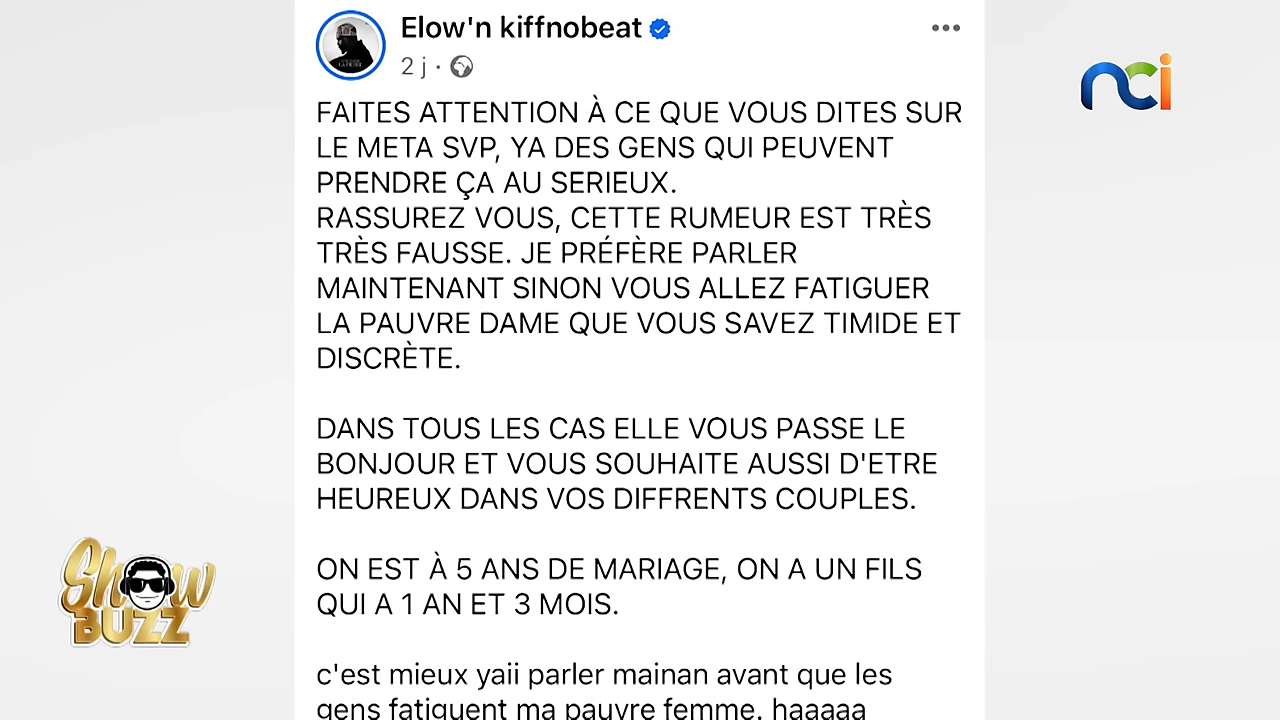 Elow'n kiffnobeat
2 j ·
nci
FAITES ATTENTION À CE QUE VOUS DITES SUR
LE META SVP, YA DES GENS QUI PEUVENT
PRENDRE ÇA AU SERIEUX.
RASSUREZ VOUS, CETTE RUMEUR EST TRÈS
TRÈS FAUSSE. JE PRÉFÈRE PARLER
MAINTENANT SINON VOUS ALLEZ FATIGUER
LA PAUVRE DAME QUE VOUS SAVEZ TIMIDE ET
DISCRÈTE.
DANS TOUS LES CAS ELLE VOUS PASSE LE
BONJOUR ET VOUS SOUHAITE AUSSI D'ETRE
HEUREUX DANS VOS DIFFRENTS COUPLES.
ON EST À 5 ANS DE MARIAGE, ON A UN FILS
QUI A 1 AN ET 3 MOIS.
c'est mieux yaii parler mainan avant que les
gens fatiguent ma pauvre femme. haaaaa
Show
BUZZ